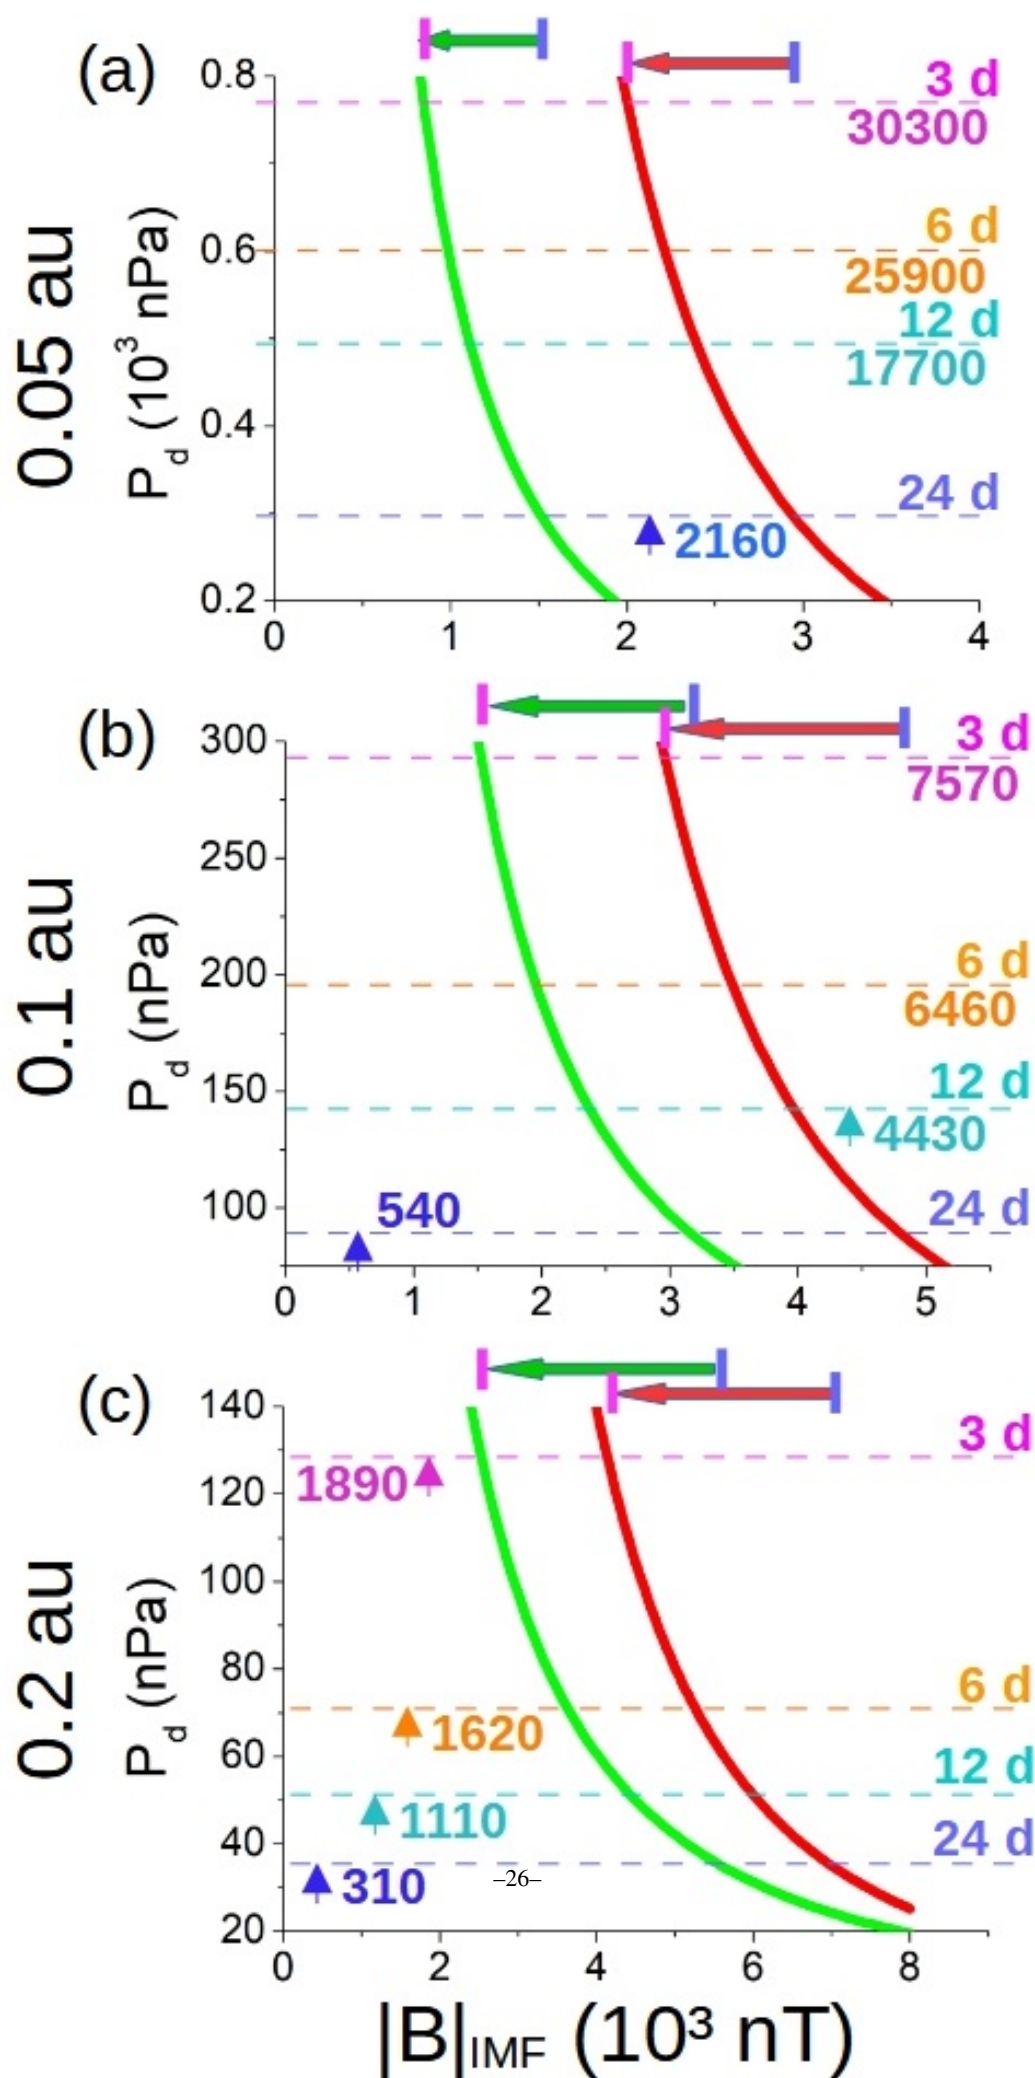 (a)
0.05 au
P_d (10³ nPa)
0.8
0.6
0.4
0.2
3 d
30300
6 d
25900
12 d
17700
24 d
2160
0 1 2 3 4
(b)
0.1 au
P_d (nPa)
300
250
200
150
100
3 d
7570
6 d
6460
12 d
4430
24 d
540
0 1 2 3 4 5
(c)
0.2 au
P_d (nPa)
140
120
100
80
60
40
20
3 d
1890
6 d
1620
12 d
1110
24 d
310
–26–
0 2 4 6 8
|B|IMF (10³ nT)